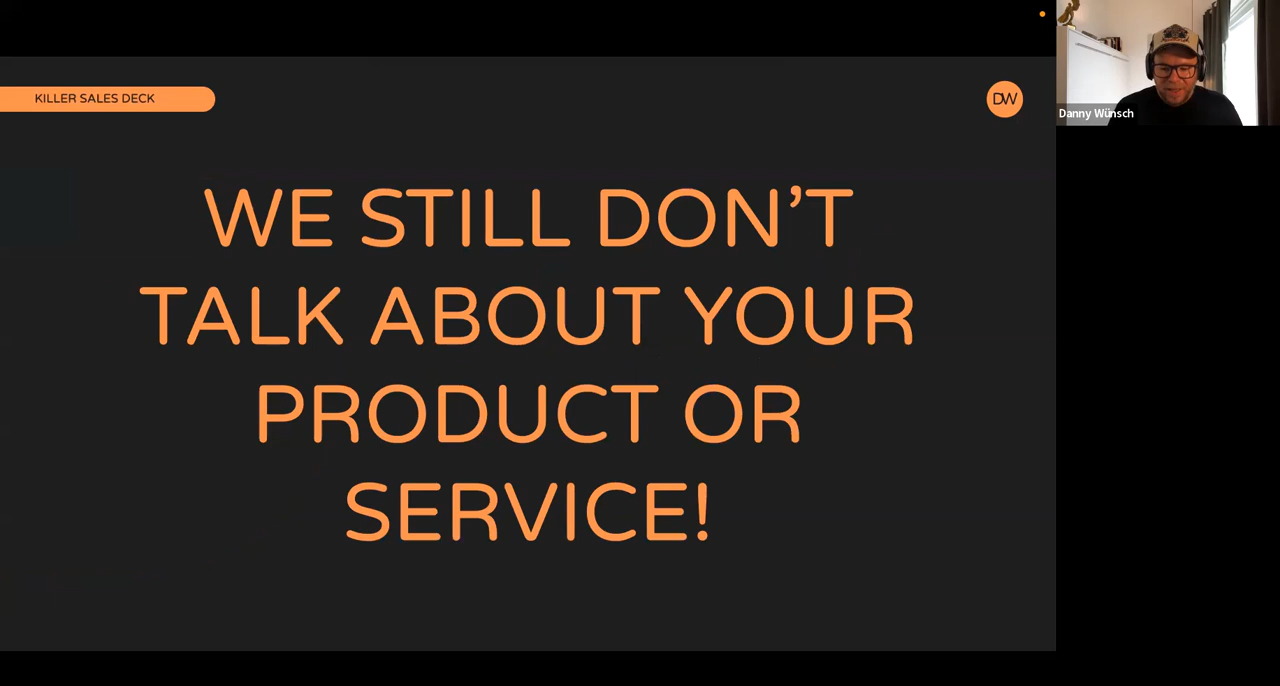 KILLER SALES DECK
DW
WE STILL DON’T
TALK ABOUT YOUR
PRODUCT OR
SERVICE!
Danny Wünsch